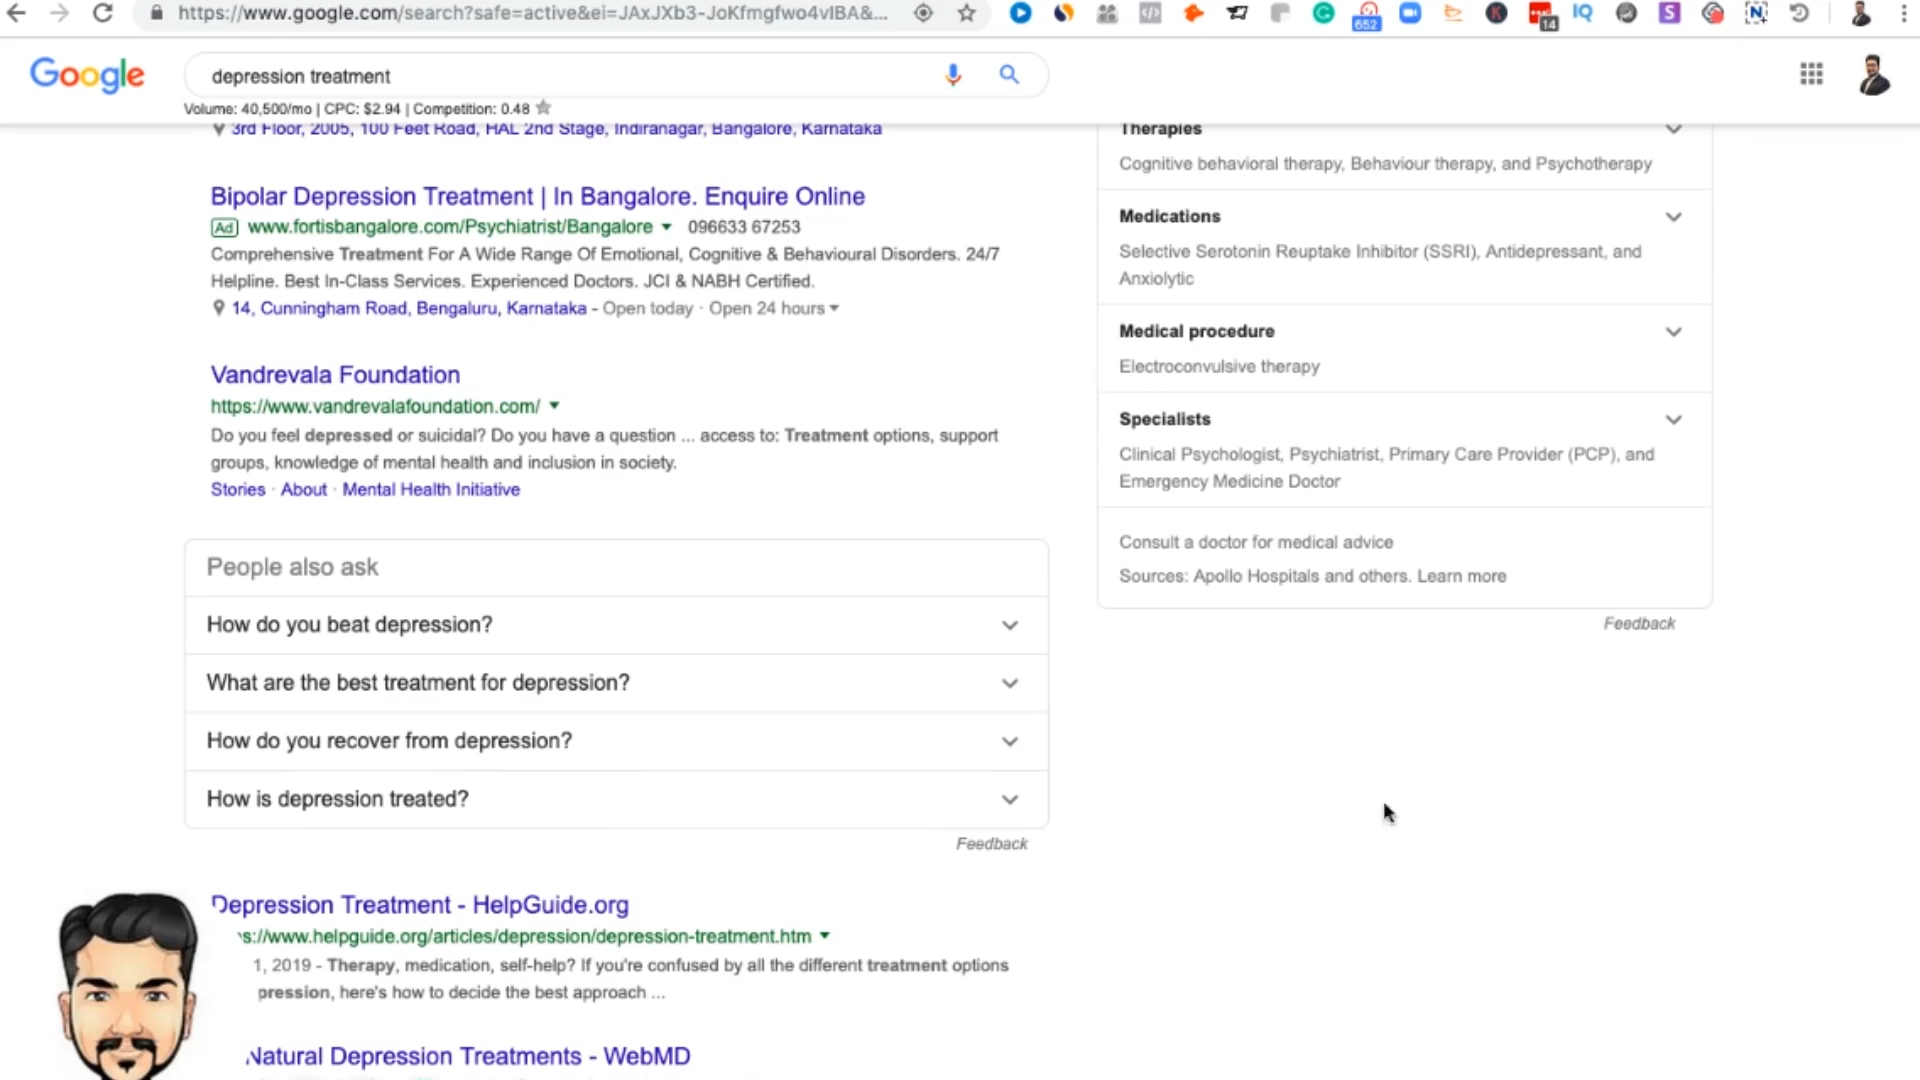 https://www.google.com/search?safe=active&ei=JAxJXb3-JoKfmgfwo4vIBA&...
652
14
IQ
S
N
Google
depression treatment
Volume: 40,500/mo | CPC: $2.94 | Competition: 0.48
3rd Floor, 2005, 100 Feet Road, HAL 2nd Stage, Indiranagar, Bangalore, Karnataka
Bipolar Depression Treatment | In Bangalore. Enquire Online
Ad www.fortisbangalore.com/Psychiatrist/Bangalore 096633 67253
Comprehensive Treatment For A Wide Range Of Emotional, Cognitive & Behavioural Disorders. 24/7
Helpline. Best In-Class Services. Experienced Doctors. JCI & NABH Certified.
14, Cunningham Road, Bengaluru, Karnataka - Open today · Open 24 hours
Vandrevala Foundation
https://www.vandrevalafoundation.com/
Do you feel depressed or suicidal? Do you have a question ... access to: Treatment options, support
groups, knowledge of mental health and inclusion in society.
Stories · About · Mental Health Initiative
People also ask
How do you beat depression?
What are the best treatment for depression?
How do you recover from depression?
How is depression treated?
Feedback
Depression Treatment - HelpGuide.org
s://www.helpguide.org/articles/depression/depression-treatment.htm
1, 2019 - Therapy, medication, self-help? If you're confused by all the different treatment options
pression, here's how to decide the best approach ...
Natural Depression Treatments - WebMD
Therapies
Cognitive behavioral therapy, Behaviour therapy, and Psychotherapy
Medications
Selective Serotonin Reuptake Inhibitor (SSRI), Antidepressant, and
Anxiolytic
Medical procedure
Electroconvulsive therapy
Specialists
Clinical Psychologist, Psychiatrist, Primary Care Provider (PCP), and
Emergency Medicine Doctor
Consult a doctor for medical advice
Sources: Apollo Hospitals and others. Learn more
Feedback